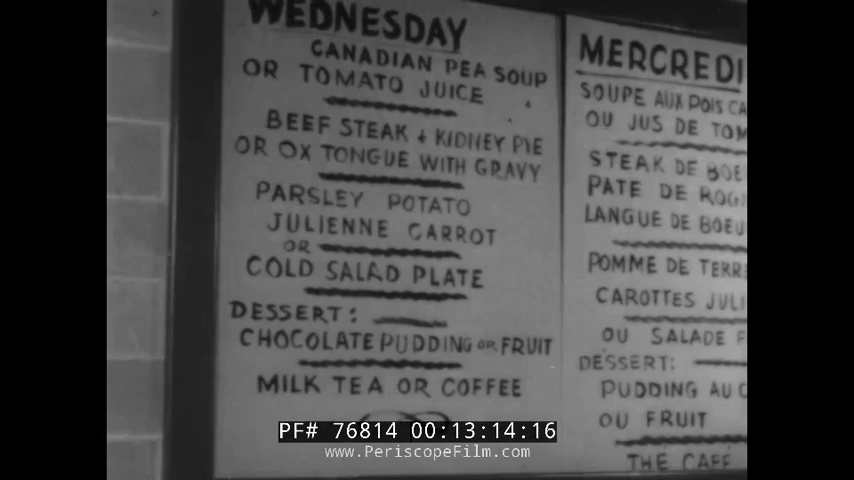 WEDNESDAY
CANADIAN PEA SOUP
OR TOMATO JUICE
BEEF STEAK + KIDNEY PIE
OR OX TONGUE WITH GRAVY
PARSLEY POTATO
JULIENNE CARROT
OR
COLD SALAD PLATE
DESSERT:
CHOCOLATE PUDDING OR FRUIT
MILK TEA OR COFFEE
MERCREDI
SOUPE AUX POIS CA
OU JUS DE TOM
STEAK DE BOE
PATE DE ROG
LANGUE DE BOEU
POMME DE TERRE
CAROTTES JULI
OU SALADE F
DESSERT:
PUDDING AU C
OU FRUIT
THE CAFE
PF# 76814 00:13:14:16
www.PeriscopeFilm.com